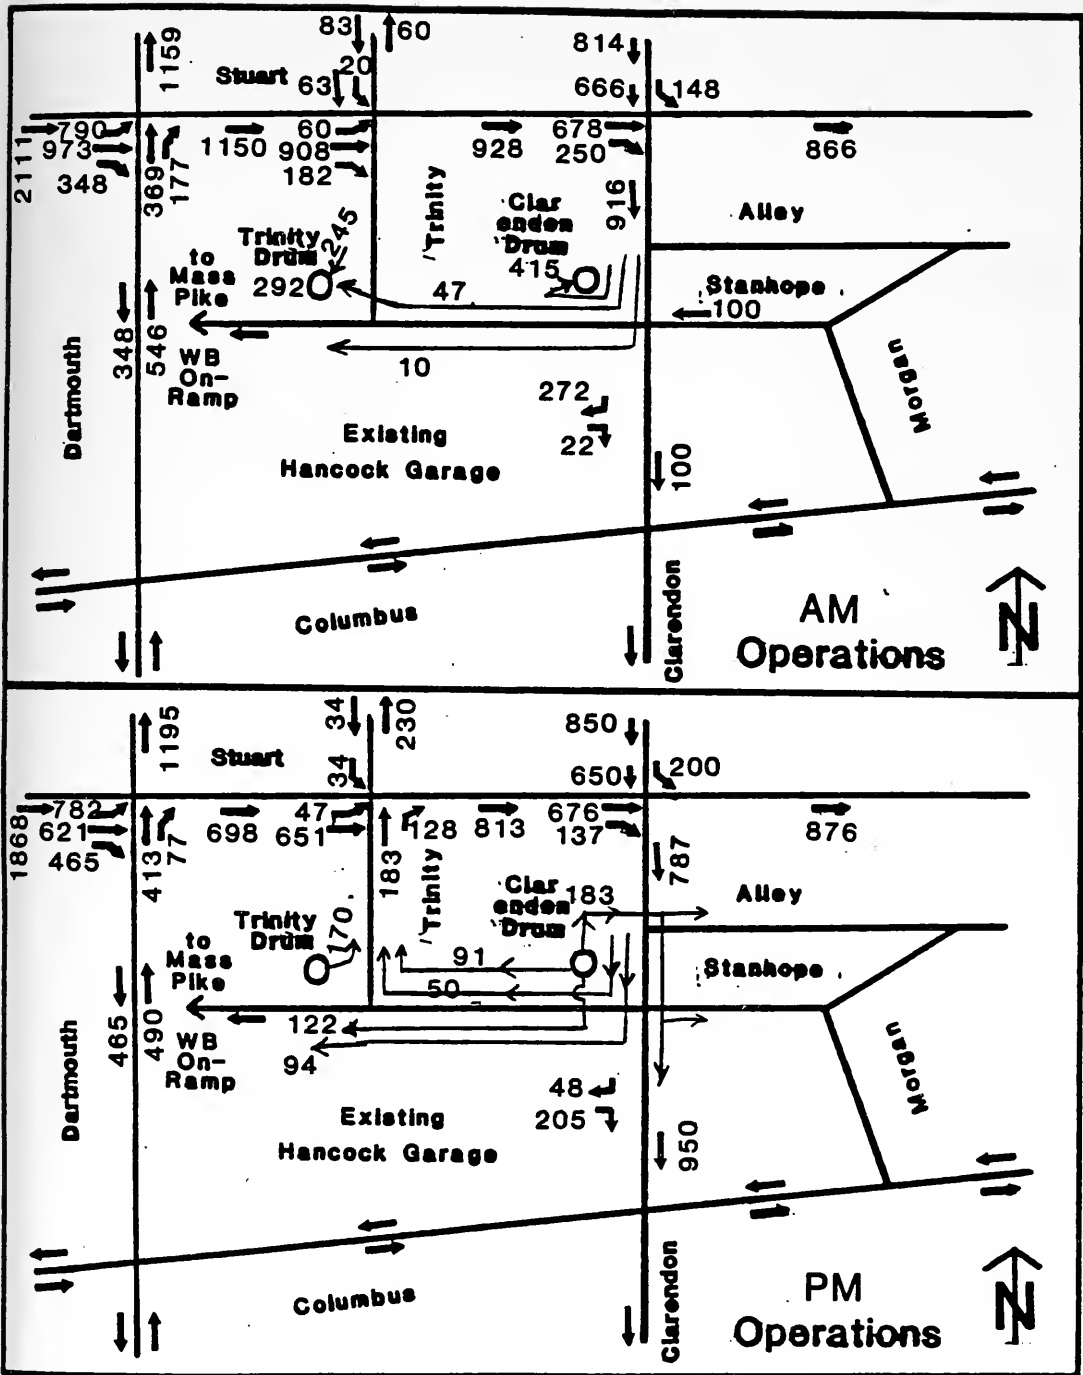 83
60
814
1159
20
Stuart
63
666
148
2111
790
60
678
973
1150
908
928
250
866
348
369
177
182
Trinity
916
Clar
enden
Drum
Alley
245
Trinity
Drum
to
Mass
Pike
292
415
47
Stanhope
100
348
546
WB
On-
Ramp
10
Dartmouth
272
22
Morgan
Existing
Hancock Garage
100
Columbus
Clarendon
AM
Operations
N
34
230
850
1195
Stuart
34
650
200
1868
782
47
676
621
698
651
128
813
137
876
465
413
77
183
Trinity
787
Clar
enden
Drum
183
Alley
Trinity
Drum
170
to
Mass
Pike
91
50
Stanhope
465
490
WB
On-
Ramp
122
94
Dartmouth
48
205
Morgan
Existing
Hancock Garage
950
Columbus
Clarendon
PM
Operations
N